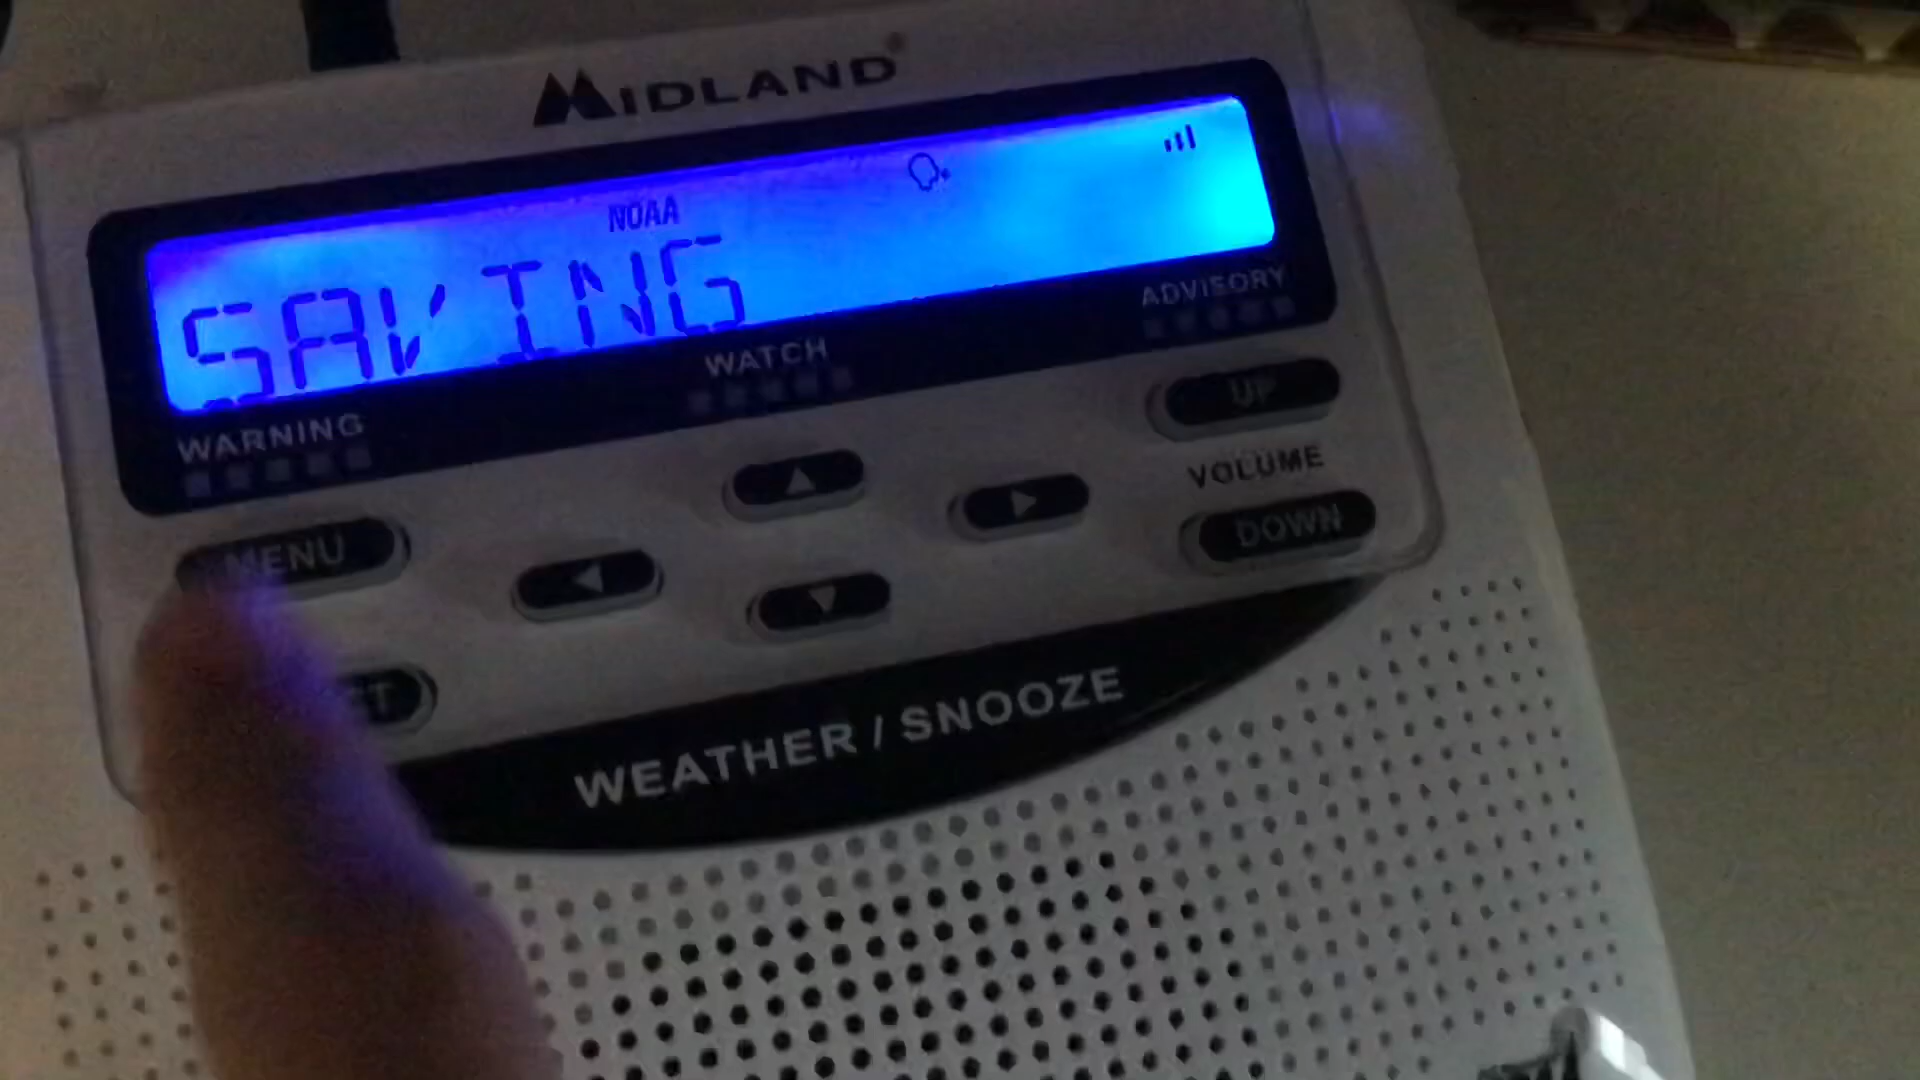 MIDLAND®
NOAA
SAVING
WARNING
WATCH
ADVISORY
UP
VOLUME
DOWN
MENU
WEATHER / SNOOZE